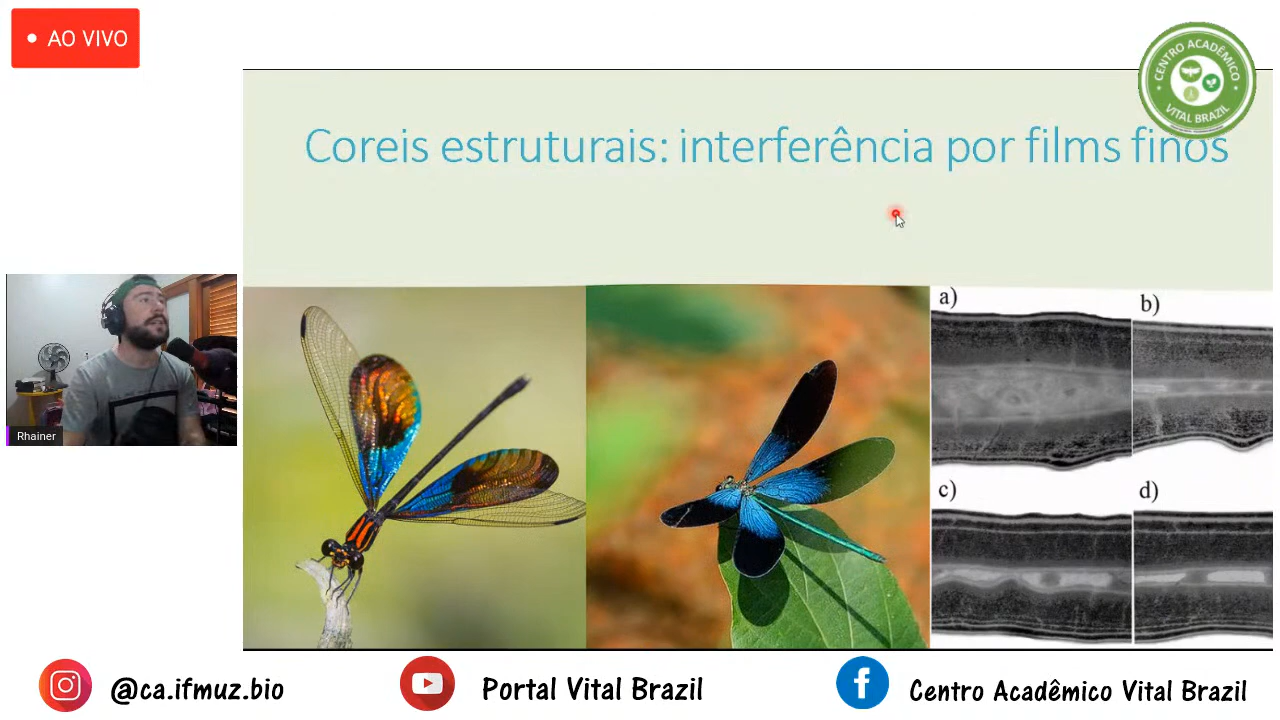 AO VIVO
CENTRO ACADÊMICO
VITAL BRAZIL
Coreis estruturais: interferência por films finos
a)
b)
c)
d)
Rhainer
@ca.ifmuz.bio
Portal Vital Brazil
Centro Acadêmico Vital Brazil